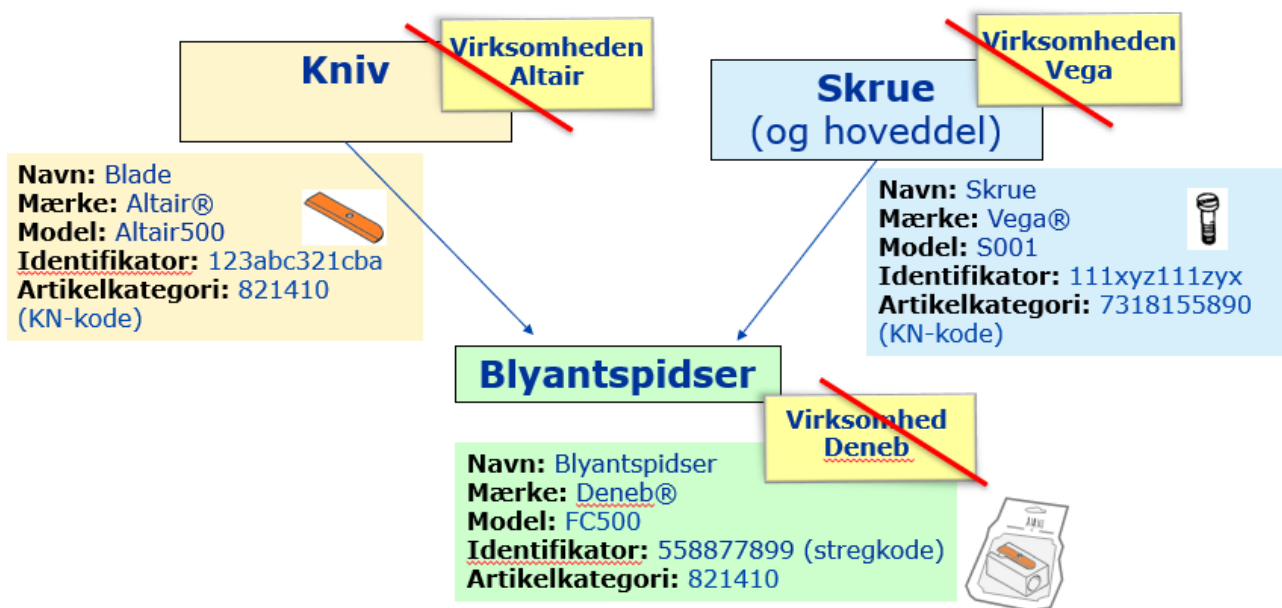 Kniv
Virksomheden
Altair
Virksomheden
Vega
Skrue
(og hoveddel)
Navn: Blade
Mærke: Altair®
Model: Altair500
Identifikator: 123abc321cba
Artikelkategori: 821410
(KN-kode)
Navn: Skrue
Mærke: Vega®
Model: S001
Identifikator: 111xyz111zyx
Artikelkategori: 7318155890
(KN-kode)
Blyantspidser
Virksomhed
Deneb
Navn: Blyantspidser
Mærke: Deneb®
Model: FC500
Identifikator: 558877899 (stregkode)
Artikelkategori: 821410